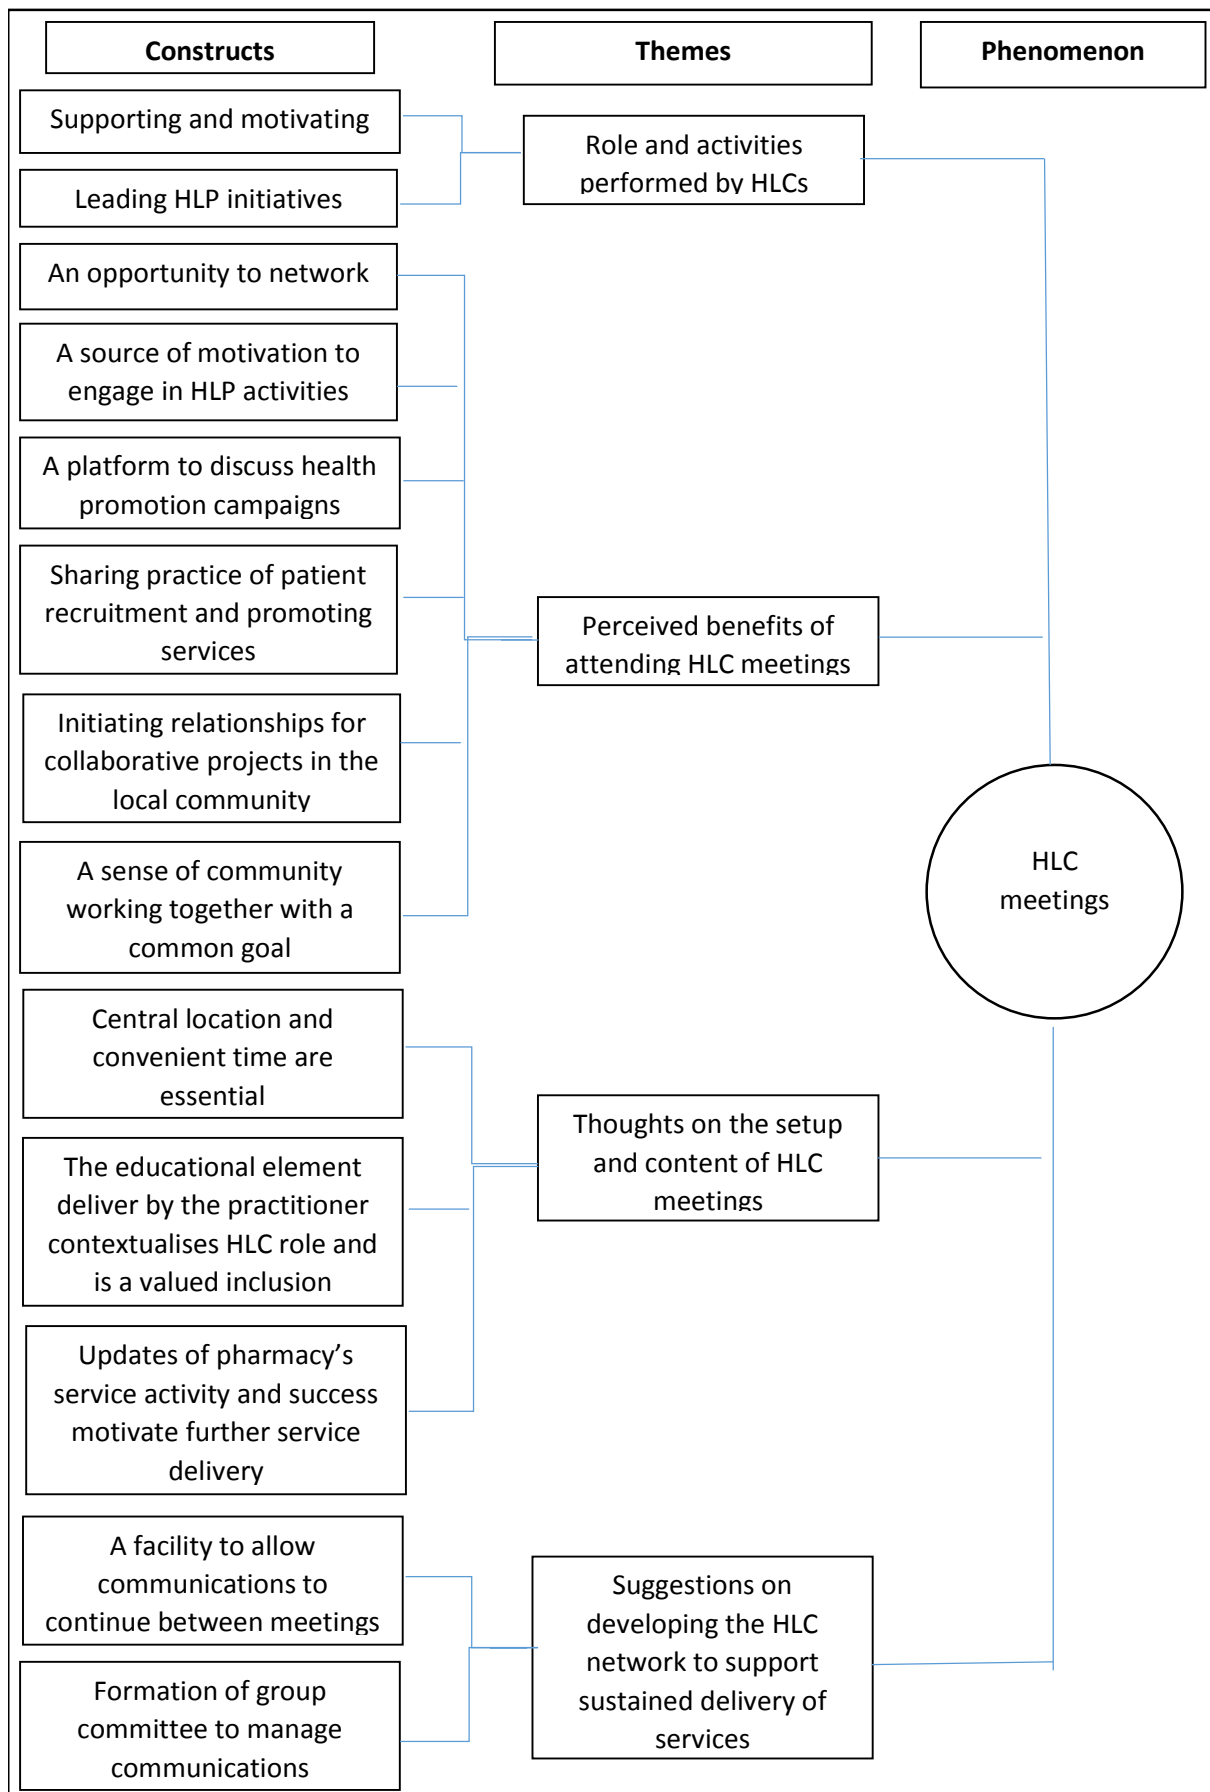 Constructs
Themes
Phenomenon
Supporting and motivating
Leading HLP initiatives
Role and activities
performed by HLCs
An opportunity to network
A source of motivation to
engage in HLP activities
A platform to discuss health
promotion campaigns
Sharing practice of patient
recruitment and promoting
services
Initiating relationships for
collaborative projects in the
local community
A sense of community
working together with a
common goal
Perceived benefits of
attending HLC meetings
Central location and
convenient time are
essential
The educational element
deliver by the practitioner
contextualises HLC role and
is a valued inclusion
Updates of pharmacy’s
service activity and success
motivate further service
delivery
Thoughts on the setup
and content of HLC
meetings
A facility to allow
communications to
continue between meetings
Formation of group
committee to manage
communications
Suggestions on
developing the HLC
network to support
sustained delivery of
services
HLC
meetings